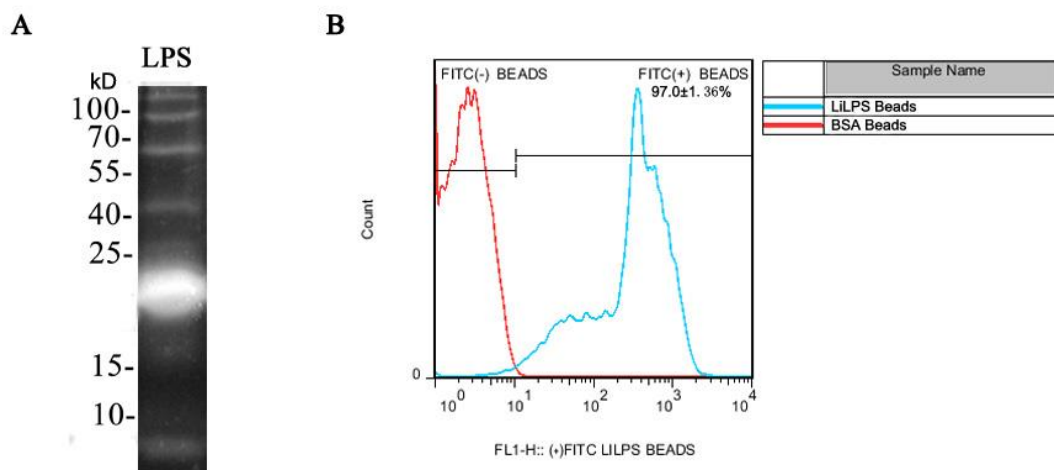 A
LPS
kD
100-
70-
55-
40-
25-
15-
10-
B
FITC(-) BEADS
FITC(+) BEADS
97.0±1.36%
Count
0
10^0 10^1 10^2 10^3 10^4
FL1-H:: (+)FITC LILPS BEADS
Sample Name
LiLPS Beads
BSA Beads